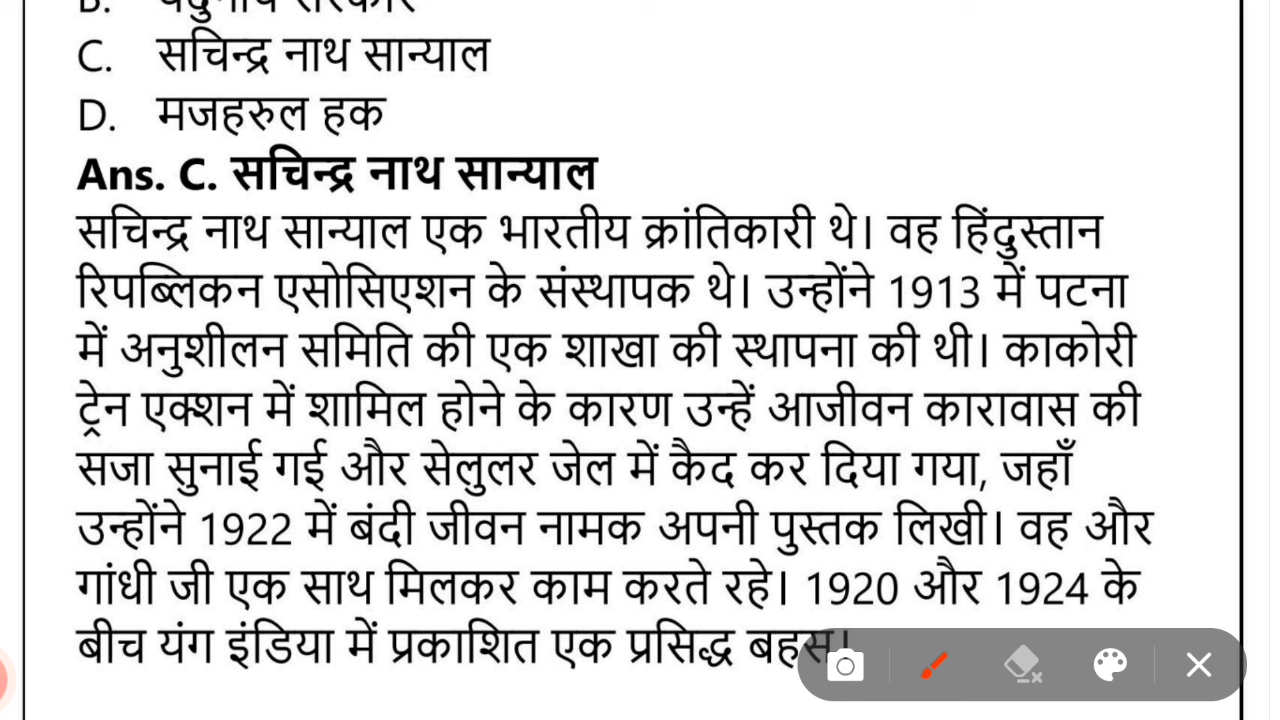 B. यदुनाथ सरकार
C. सचिन्द्र नाथ सान्याल
D. मजहरुल हक
Ans. C. सचिन्द्र नाथ सान्याल
सचिन्द्र नाथ सान्याल एक भारतीय क्रांतिकारी थे। वह हिंदुस्तान
रिपब्लिकन एसोसिएशन के संस्थापक थे। उन्होंने 1913 में पटना
में अनुशीलन समिति की एक शाखा की स्थापना की थी। काकोरी
ट्रेन एक्शन में शामिल होने के कारण उन्हें आजीवन कारावास की
सजा सुनाई गई और सेलुलर जेल में कैद कर दिया गया, जहाँ
उन्होंने 1922 में बंदी जीवन नामक अपनी पुस्तक लिखी। वह और
गांधी जी एक साथ मिलकर काम करते रहे। 1920 और 1924 के
बीच यंग इंडिया में प्रकाशित एक प्रसिद्ध बहस।